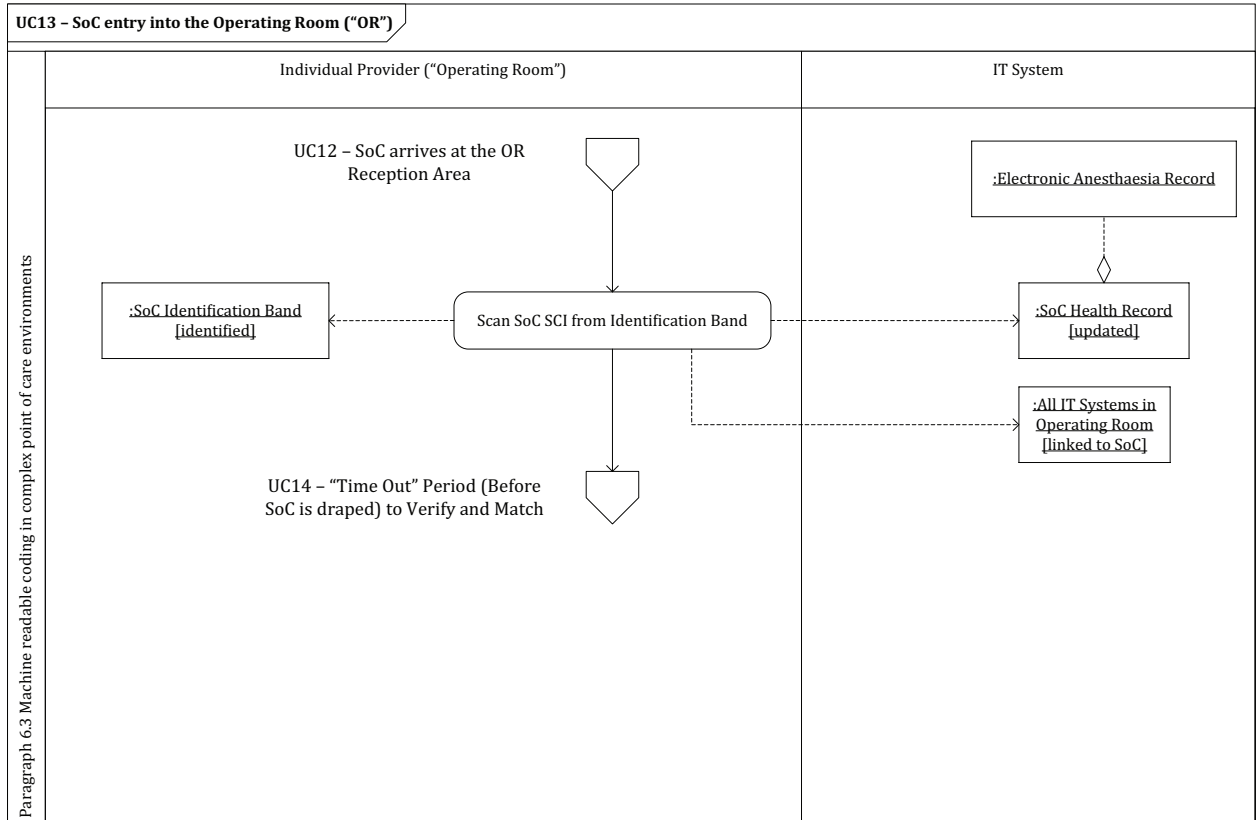 UC13 – SoC entry into the Operating Room (“OR”)
Individual Provider (“Operating Room”)
IT System
Paragraph 6.3 Machine readable coding in complex point of care environments
UC12 – SoC arrives at the OR
Reception Area
:Electronic Anesthaesia Record
:SoC Identification Band
[identified]
Scan SoC SCI from Identification Band
:SoC Health Record
[updated]
:All IT Systems in
Operating Room
[linked to SoC]
UC14 – “Time Out” Period (Before
SoC is draped) to Verify and Match